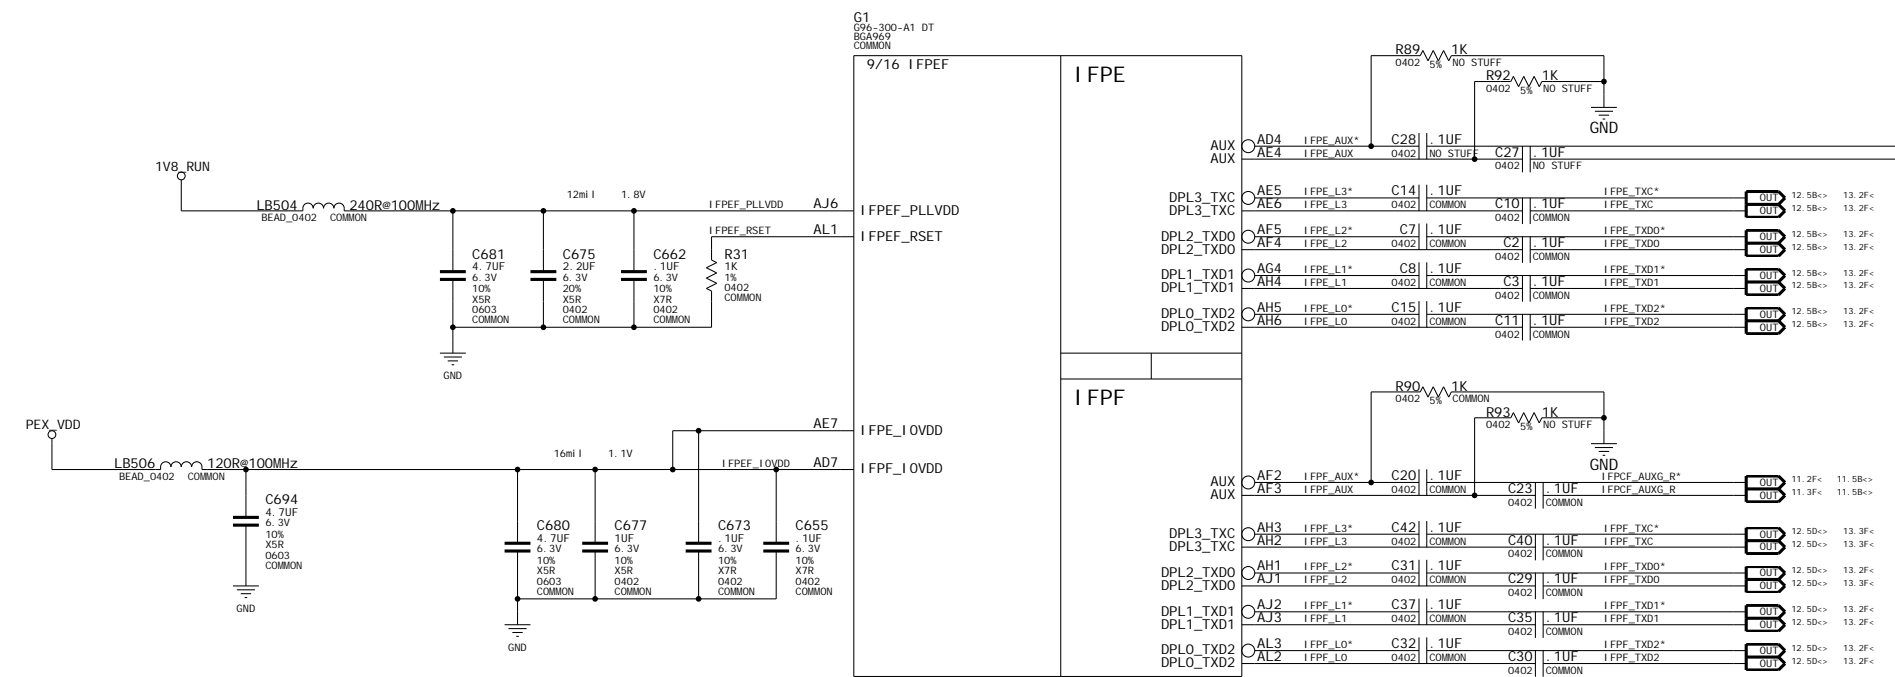 G1
G96-300-A1 DT
BGA969
COMMON
9/16 IFPEF
IFPE
R89 1K
0402 5% NO STUFF
R92 1K
0402 5% NO STUFF
GND
AUX AD4 IFPE_AUX* C28 .1UF
AUX AE4 IFPE_AUX 0402 NO STUFF C27 .1UF
0402 NO STUFF
1V8_RUN
LB504 240R@100MHz
BEAD_0402 COMMON
12mil 1.8V
IFPEF_PLLVDD AJ6 IFPEF_PLLVDD
IFPEF_RSET AL1 IFPEF_RSET
C681
4.7UF
6.3V
10%
X5R
0603
COMMON
C675
2.2UF
6.3V
20%
X5R
0402
COMMON
C662
.1UF
6.3V
10%
X7R
0402
COMMON
R31
1K
1%
0402
COMMON
GND
DPL3_TXC AE5 IFPE_L3* C14 .1UF IFPE_TXC* OUT 12.5B<> 13.2F<
DPL3_TXC AE6 IFPE_L3 0402 COMMON C10 .1UF IFPE_TXC OUT 12.5B<> 13.2F<
0402 COMMON
DPL2_TXD0 AF5 IFPE_L2* C7 .1UF IFPE_TXD0* OUT 12.5B<> 13.2F<
DPL2_TXD0 AF4 IFPE_L2 0402 COMMON C2 .1UF IFPE_TXD0 OUT 12.5B<> 13.2F<
0402 COMMON
DPL1_TXD1 AG4 IFPE_L1* C8 .1UF IFPE_TXD1* OUT 12.5B<> 13.2F<
DPL1_TXD1 AH4 IFPE_L1 0402 COMMON C3 .1UF IFPE_TXD1 OUT 12.5B<> 13.2F<
0402 COMMON
DPL0_TXD2 AH5 IFPE_L0* C15 .1UF IFPE_TXD2* OUT 12.5B<> 13.2F<
DPL0_TXD2 AH6 IFPE_L0 0402 COMMON C11 .1UF IFPE_TXD2 OUT 12.5B<> 13.2F<
0402 COMMON
IFPF
R90 1K
0402 5% COMMON
R93 1K
0402 5% NO STUFF
GND
PEX_VDD
LB506 120R@100MHz
BEAD_0402 COMMON
16mil 1.1V
AE7 IFPE_IOVDD
IFPEF_IOVDD AD7 IFPF_IOVDD
C694
4.7UF
6.3V
10%
X5R
0603
COMMON
GND
C680
4.7UF
6.3V
10%
X5R
0603
COMMON
C677
1UF
6.3V
10%
X5R
0402
COMMON
C673
.1UF
6.3V
10%
X7R
0402
COMMON
C655
.1UF
6.3V
10%
X7R
0402
COMMON
GND
AUX AF2 IFPF_AUX* C20 .1UF IFPCF_AUXG_R* OUT 11.2F< 11.5B<>
AUX AF3 IFPF_AUX 0402 COMMON C23 .1UF IFPCF_AUXG_R OUT 11.3F< 11.5B<>
0402 COMMON
DPL3_TXC AH3 IFPF_L3* C42 .1UF IFPF_TXC* OUT 12.5D<> 13.3F<
DPL3_TXC AH2 IFPF_L3 0402 COMMON C40 .1UF IFPF_TXC OUT 12.5D<> 13.3F<
0402 COMMON
DPL2_TXD0 AH1 IFPF_L2* C31 .1UF IFPF_TXD0* OUT 12.5D<> 13.2F<
DPL2_TXD0 AJ1 IFPF_L2 0402 COMMON C29 .1UF IFPF_TXD0 OUT 12.5D<> 13.3F<
0402 COMMON
DPL1_TXD1 AJ2 IFPF_L1* C37 .1UF IFPF_TXD1* OUT 12.5D<> 13.2F<
DPL1_TXD1 AJ3 IFPF_L1 0402 COMMON C35 .1UF IFPF_TXD1 OUT 12.5D<> 13.2F<
0402 COMMON
DPL0_TXD2 AL3 IFPF_L0* C32 .1UF IFPF_TXD2* OUT 12.5D<> 13.2F<
DPL0_TXD2 AL2 IFPF_L0 0402 COMMON C30 .1UF IFPF_TXD2 OUT 12.5D<> 13.2F<
0402 COMMON